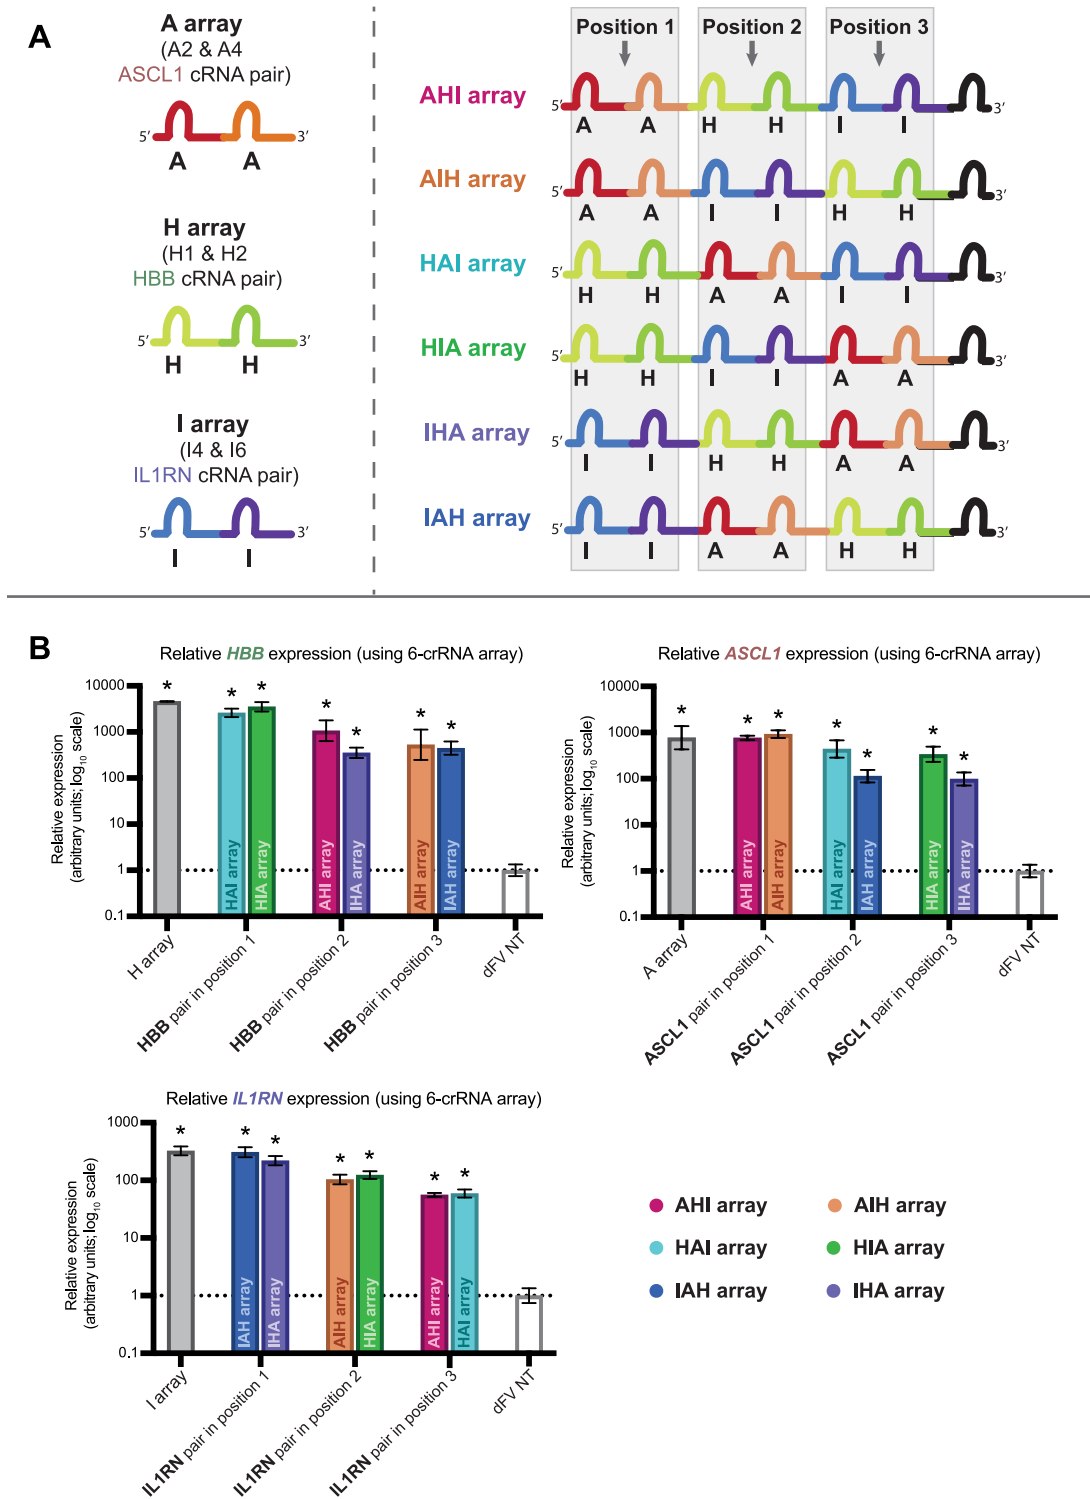 A
A array
(A2 & A4
ASCL1 cRNA pair)
5′ 3′
A A
H array
(H1 & H2
HBB cRNA pair)
5′ 3′
H H
I array
(I4 & I6
IL1RN cRNA pair)
5′ 3′
I I
Position 1 Position 2 Position 3
AHI array
5′ 3′
A A H H I I
AIH array
5′ 3′
A A I I H H
HAI array
5′ 3′
H H A A I I
HIA array
5′ 3′
H H I I A A
IHA array
5′ 3′
I I H H A A
IAH array
5′ 3′
I I A A H H
B
Relative HBB expression (using 6-crRNA array)
Relative expression
(arbitrary units; log₁₀ scale)
10000
1000
100
10
1
0.1
* * * * * * *
HAI array
HIA array
AHI array
IHA array
AIH array
IAH array
H array
HBB pair in position 1
HBB pair in position 2
HBB pair in position 3
dFV NT
Relative ASCL1 expression (using 6-crRNA array)
Relative expression
(arbitrary units; log₁₀ scale)
10000
1000
100
10
1
0.1
* * * * * * *
AHI array
AIH array
HAI array
IAH array
HIA array
IHA array
A array
ASCL1 pair in position 1
ASCL1 pair in position 2
ASCL1 pair in position 3
dFV NT
Relative IL1RN expression (using 6-crRNA array)
Relative expression
(arbitrary units; log₁₀ scale)
1000
100
10
1
0.1
* * * * * * *
IAH array
IHA array
AIH array
HIA array
AHI array
HAI array
I array
IL1RN pair in position 1
IL1RN pair in position 2
IL1RN pair in position 3
dFV NT
AHI array AIH array
HAI array HIA array
IAH array IHA array